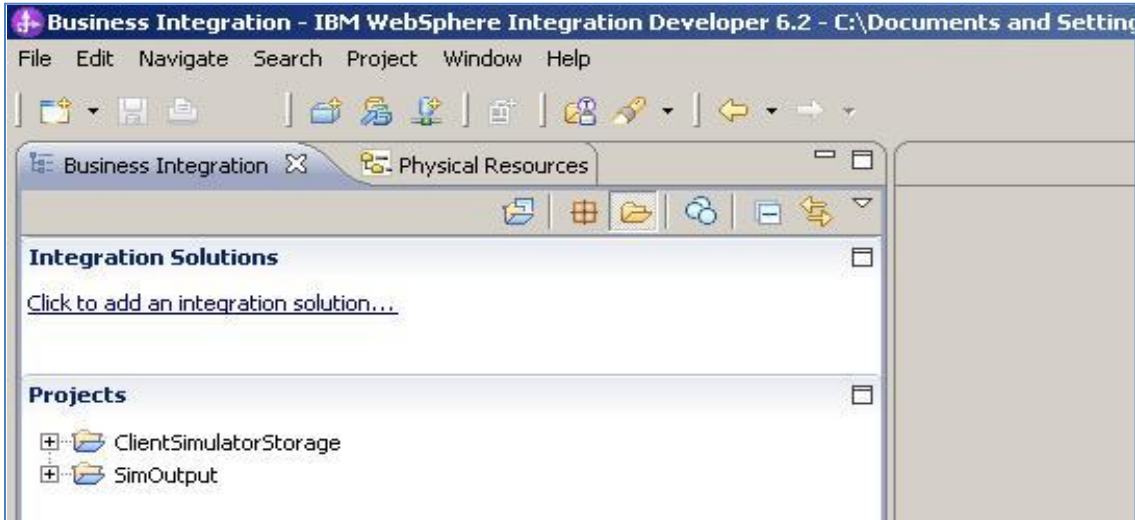 Business Integration - IBM WebSphere Integration Developer 6.2 - C:\Documents and Setting
File Edit Navigate Search Project Window Help
Business Integration Physical Resources
Integration Solutions
Click to add an integration solution...
Projects
ClientSimulatorStorage
SimOutput